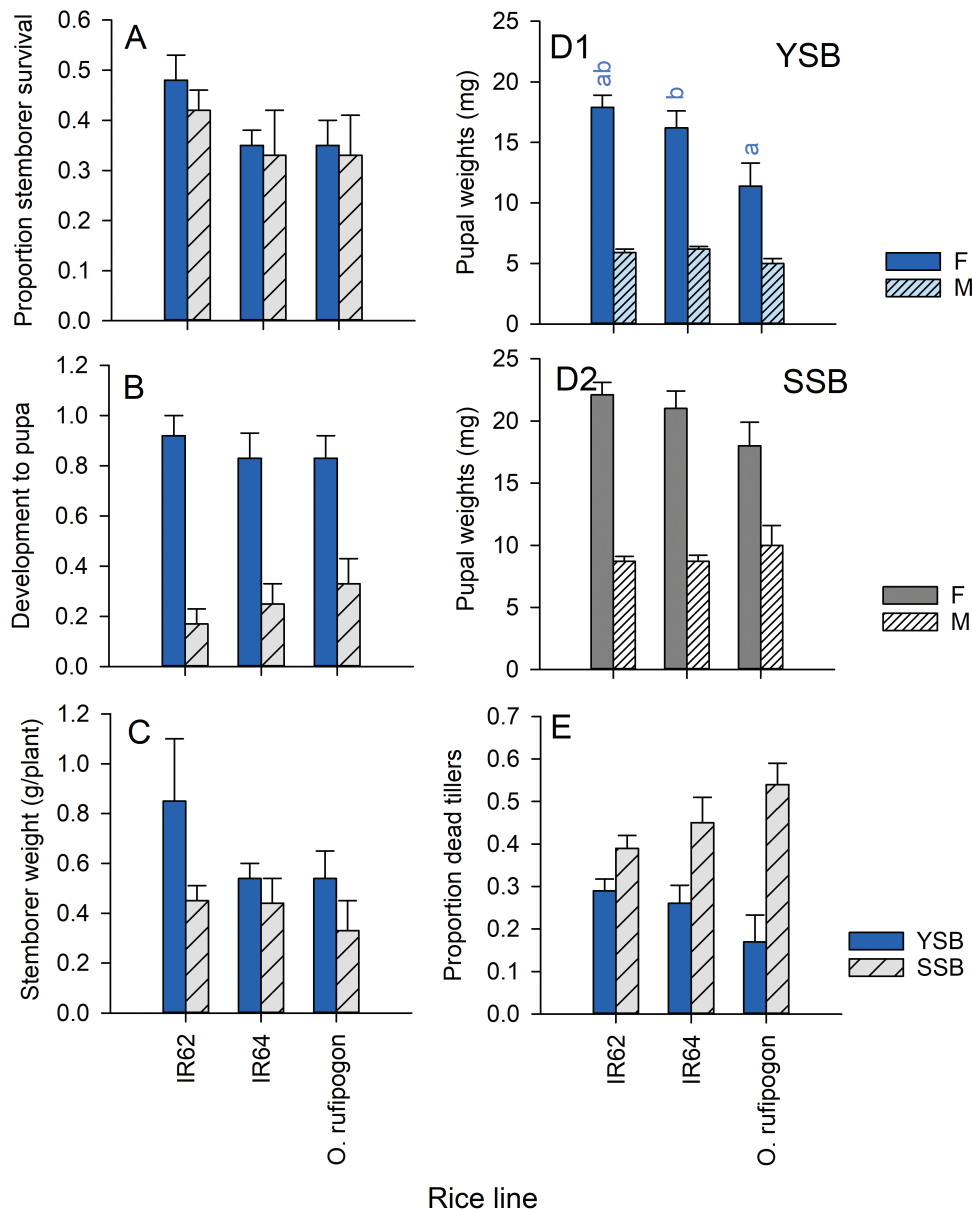 A
Proportion stemborer survival
0.6
0.5
0.4
0.3
0.2
0.1
0.0
D1
YSB
Pupal weights (mg)
25
20
15
10
5
0
ab
b
a
F
M
B
Development to pupa
1.2
1.0
0.8
0.6
0.4
0.2
0.0
D2
SSB
Pupal weights (mg)
25
20
15
10
5
0
F
M
C
Stemborer weight (g/plant)
1.2
1.0
0.8
0.6
0.4
0.2
0.0
IR62
IR64
O. rufipogon
E
Proportion dead tillers
0.7
0.6
0.5
0.4
0.3
0.2
0.1
0.0
YSB
SSB
IR62
IR64
O. rufipogon
Rice line